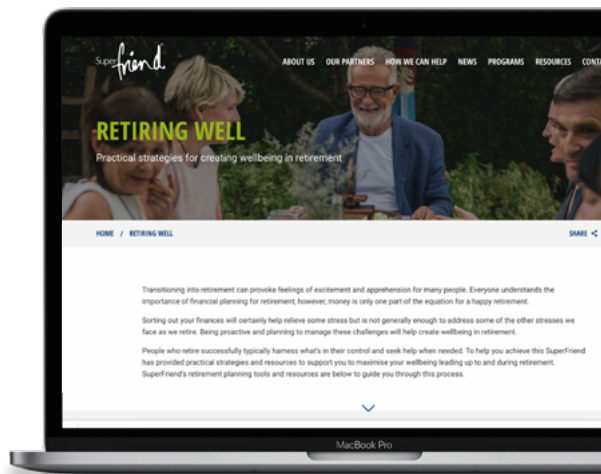 Super friend
ABOUT US OUR PARTNERS HOW WE CAN HELP NEWS PROGRAMS RESOURCES CONTA
RETIRING WELL
Practical strategies for creating wellbeing in retirement
HOME / RETIRING WELL
SHARE
Transitioning into retirement can provoke feelings of excitement and apprehension for many people. Everyone understands the
importance of financial planning for retirement; however, money is only one part of the equation for a happy retirement.
Sorting out your finances will certainly help relieve some stress but is not generally enough to address some of the other stresses we
face as we retire. Being proactive and planning to manage these challenges will help create wellbeing in retirement.
People who retire successfully typically harness what's in their control and seek help when needed. To help you achieve this SuperFriend
has provided practical strategies and resources to support you to maximise your wellbeing leading up to and during retirement.
SuperFriend's retirement planning tools and resources are below to guide you through this process.
MacBook Pro